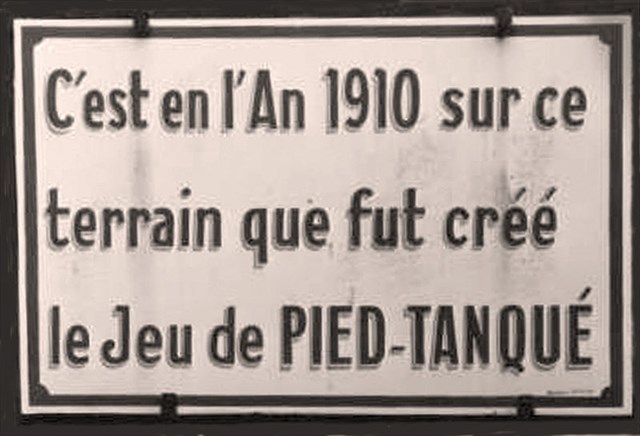 C'est en l'An 1910 sur ce
terrain que fut créé
le Jeu de PIED-TANQUÉ